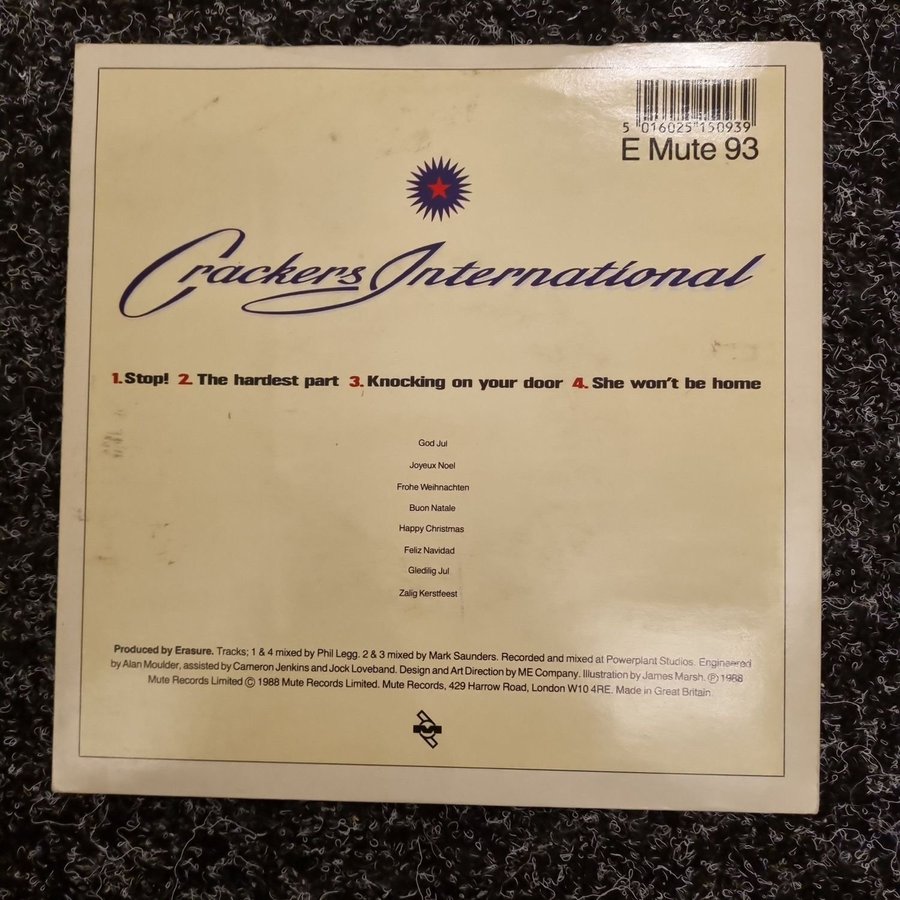 5 016025 150939
E Mute 93
Crackers International
1. Stop! 2. The hardest part 3. Knocking on your door 4. She won't be home
God Jul
Joyeux Noel
Frohe Weihnachten
Buon Natale
Happy Christmas
Feliz Navidad
Gledilig Jul
Zalig Kerstfeest
Produced by Erasure. Tracks; 1 & 4 mixed by Phil Legg. 2 & 3 mixed by Mark Saunders. Recorded and mixed at Powerplant Studios. Engineered
by Alan Moulder, assisted by Cameron Jenkins and Jock Loveband. Design and Art Direction by ME Company. Illustration by James Marsh. ℗ 1988
Mute Records Limited © 1988 Mute Records Limited. Mute Records, 429 Harrow Road, London W10 4RE. Made in Great Britain.